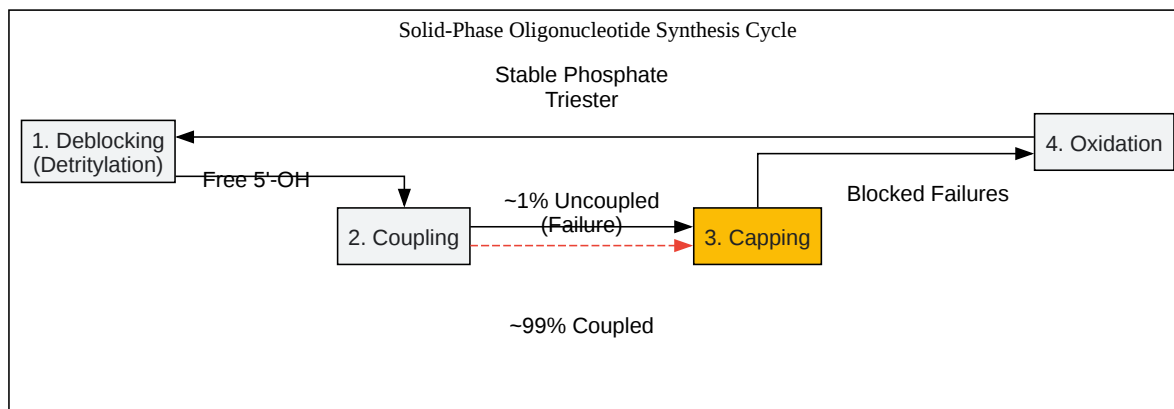 Solid-Phase Oligonucleotide Synthesis Cycle
Stable Phosphate
Triester
1. Deblocking
(Detritylation)
4. Oxidation
Free 5'-OH
~1% Uncoupled
(Failure)
Blocked Failures
2. Coupling
3. Capping
~99% Coupled